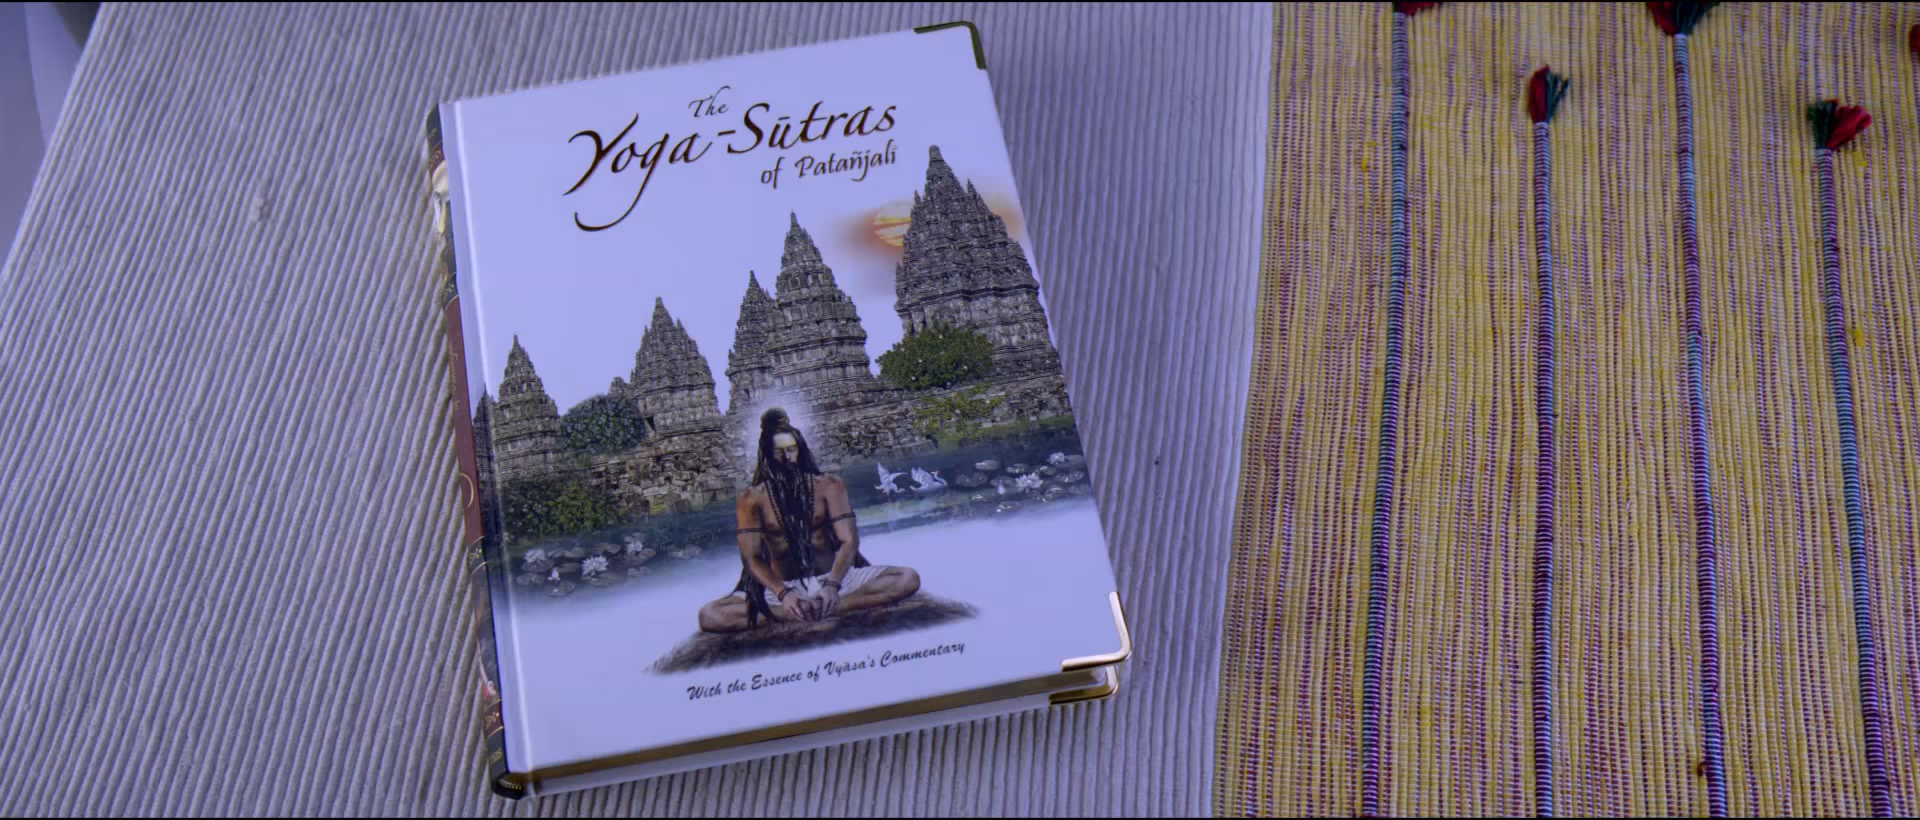 The
Yoga-Sūtras
of Patañjali
With the Essence of Vyāsa's Commentary